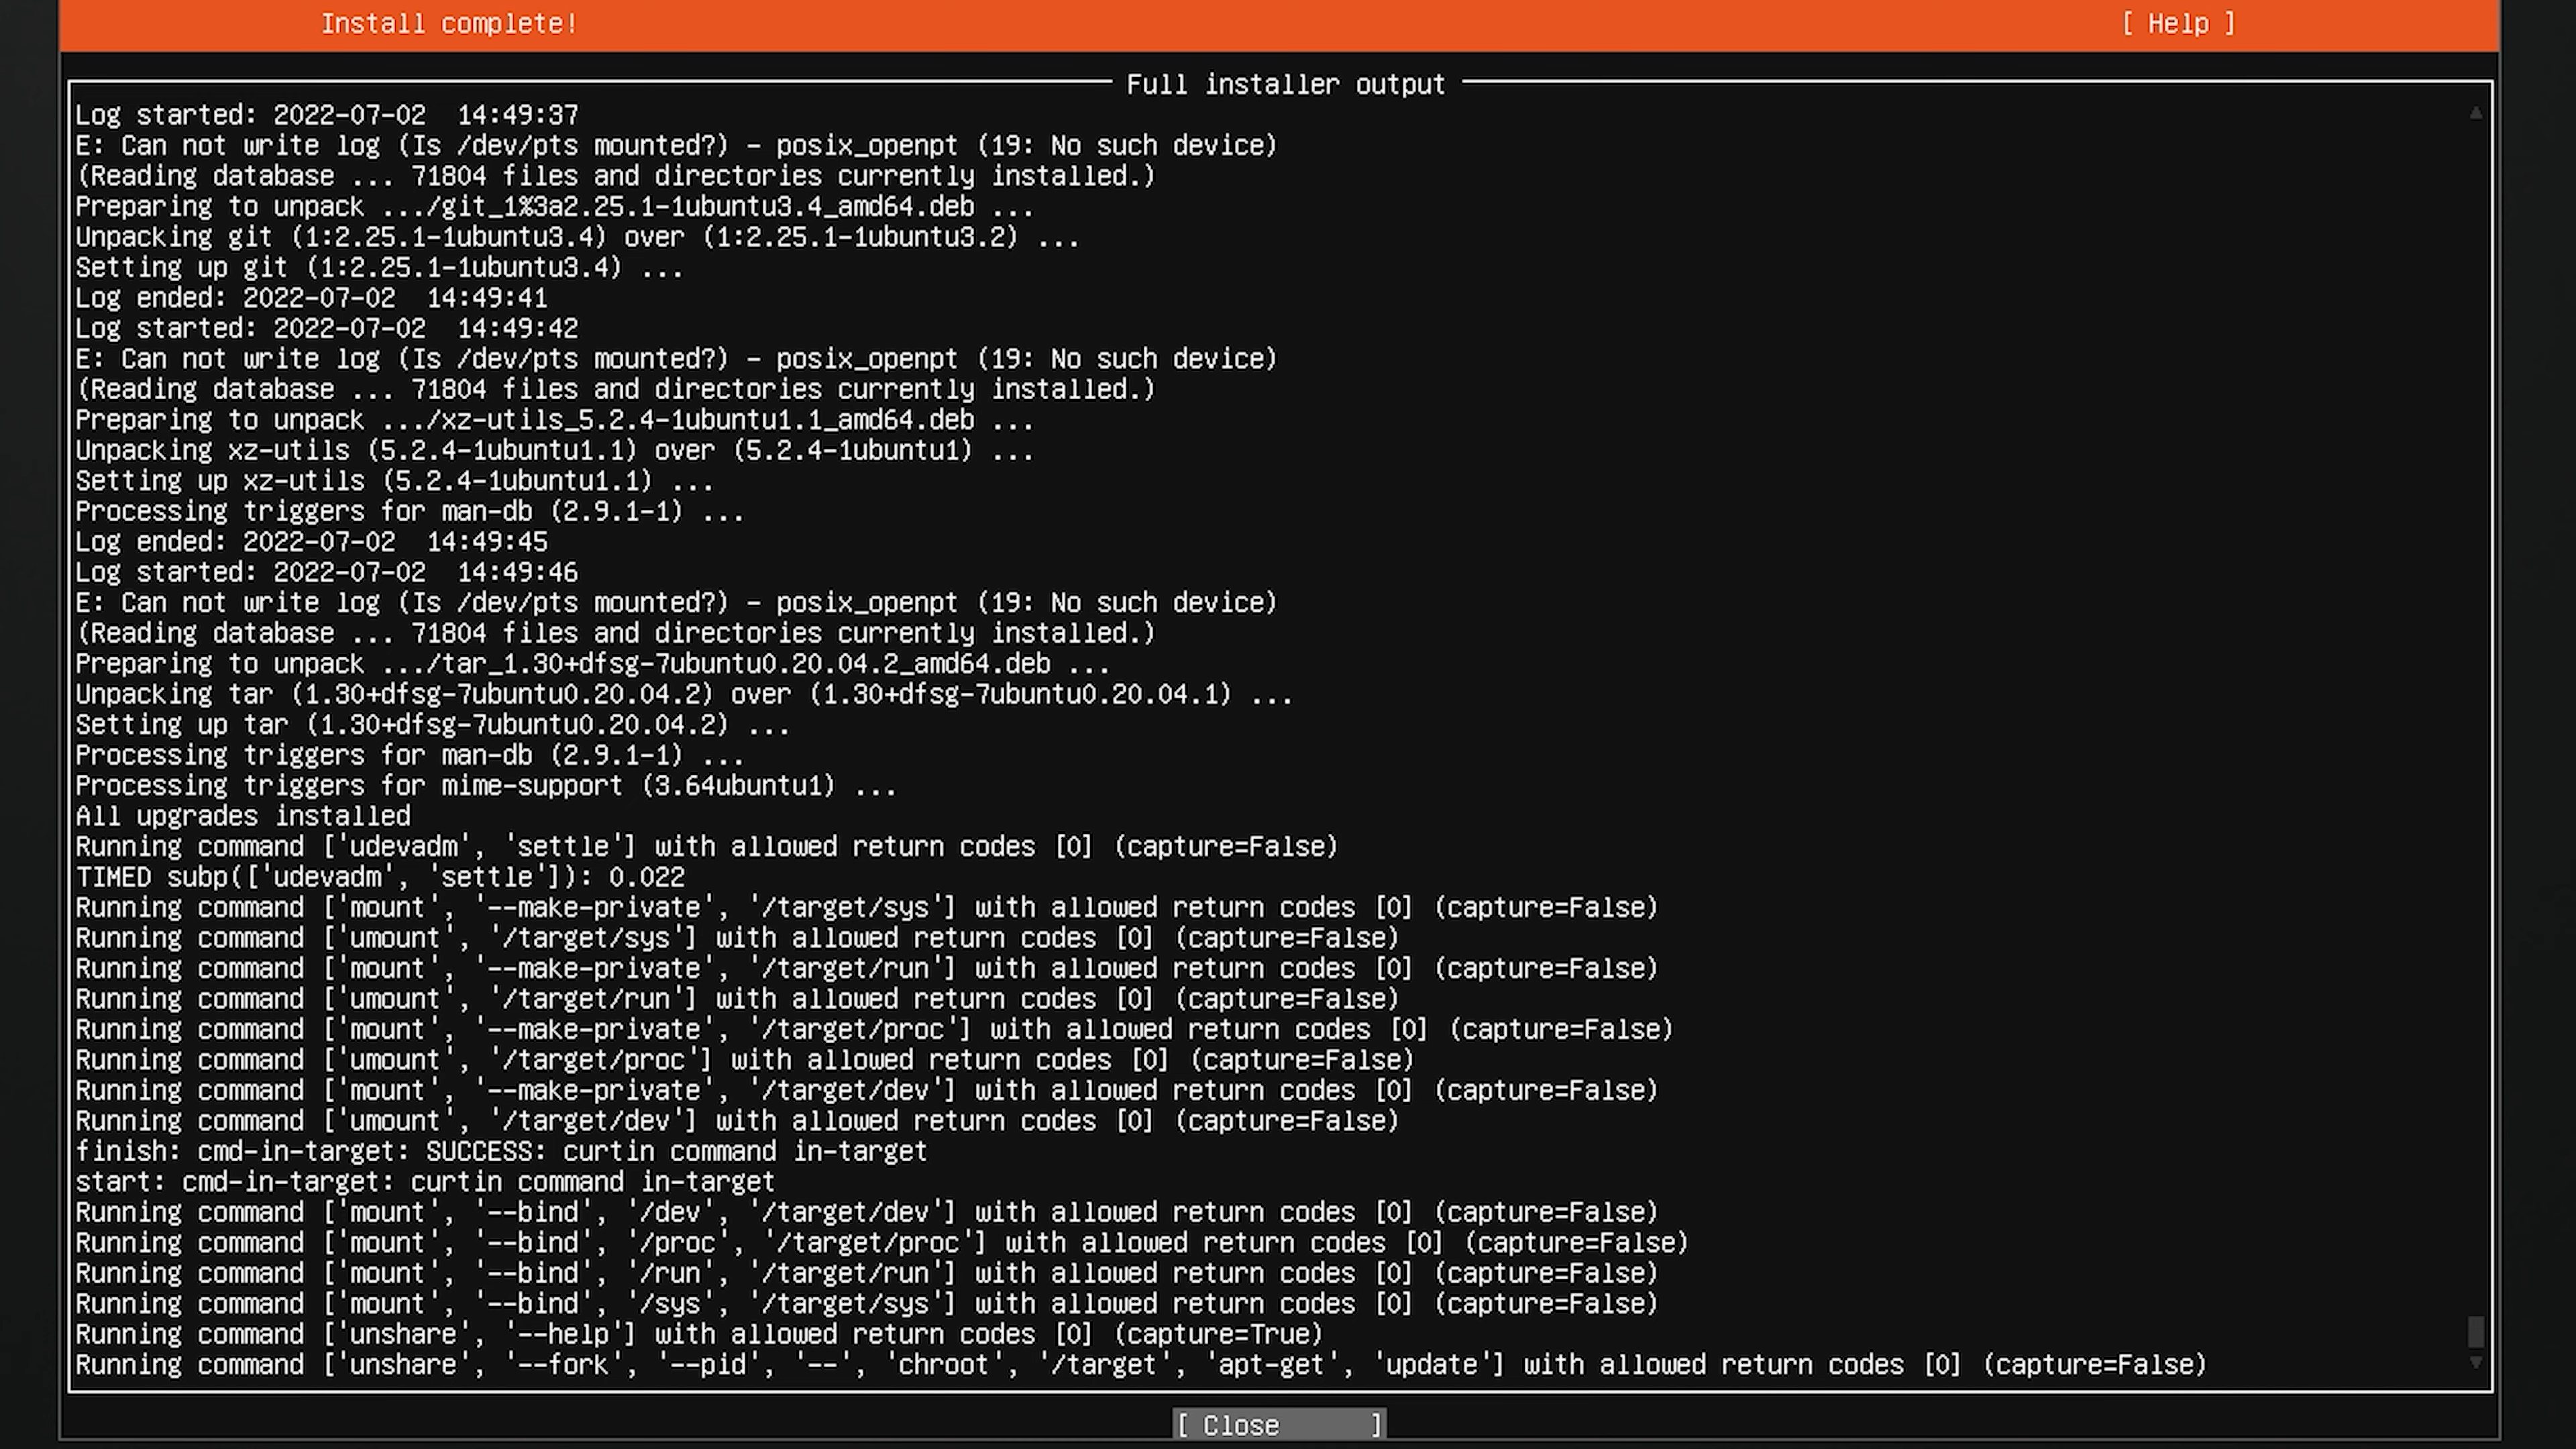 Install complete!
[ Help ]
Full installer output
Log started: 2022-07-02  14:49:37
E: Can not write log (Is /dev/pts mounted?) - posix_openpt (19: No such device)
(Reading database ... 71804 files and directories currently installed.)
Preparing to unpack .../git_1%3a2.25.1-1ubuntu3.4_amd64.deb ...
Unpacking git (1:2.25.1-1ubuntu3.4) over (1:2.25.1-1ubuntu3.2) ...
Setting up git (1:2.25.1-1ubuntu3.4) ...
Log ended: 2022-07-02  14:49:41
Log started: 2022-07-02  14:49:42
E: Can not write log (Is /dev/pts mounted?) - posix_openpt (19: No such device)
(Reading database ... 71804 files and directories currently installed.)
Preparing to unpack .../xz-utils_5.2.4-1ubuntu1.1_amd64.deb ...
Unpacking xz-utils (5.2.4-1ubuntu1.1) over (5.2.4-1ubuntu1) ...
Setting up xz-utils (5.2.4-1ubuntu1.1) ...
Processing triggers for man-db (2.9.1-1) ...
Log ended: 2022-07-02  14:49:45
Log started: 2022-07-02  14:49:46
E: Can not write log (Is /dev/pts mounted?) - posix_openpt (19: No such device)
(Reading database ... 71804 files and directories currently installed.)
Preparing to unpack .../tar_1.30+dfsg-7ubuntu0.20.04.2_amd64.deb ...
Unpacking tar (1.30+dfsg-7ubuntu0.20.04.2) over (1.30+dfsg-7ubuntu0.20.04.1) ...
Setting up tar (1.30+dfsg-7ubuntu0.20.04.2) ...
Processing triggers for man-db (2.9.1-1) ...
Processing triggers for mime-support (3.64ubuntu1) ...
All upgrades installed
Running command ['udevadm', 'settle'] with allowed return codes [0] (capture=False)
TIMED subp(['udevadm', 'settle']): 0.022
Running command ['mount', '--make-private', '/target/sys'] with allowed return codes [0] (capture=False)
Running command ['umount', '/target/sys'] with allowed return codes [0] (capture=False)
Running command ['mount', '--make-private', '/target/run'] with allowed return codes [0] (capture=False)
Running command ['umount', '/target/run'] with allowed return codes [0] (capture=False)
Running command ['mount', '--make-private', '/target/proc'] with allowed return codes [0] (capture=False)
Running command ['umount', '/target/proc'] with allowed return codes [0] (capture=False)
Running command ['mount', '--make-private', '/target/dev'] with allowed return codes [0] (capture=False)
Running command ['umount', '/target/dev'] with allowed return codes [0] (capture=False)
finish: cmd-in-target: SUCCESS: curtin command in-target
start: cmd-in-target: curtin command in-target
Running command ['mount', '--bind', '/dev', '/target/dev'] with allowed return codes [0] (capture=False)
Running command ['mount', '--bind', '/proc', '/target/proc'] with allowed return codes [0] (capture=False)
Running command ['mount', '--bind', '/run', '/target/run'] with allowed return codes [0] (capture=False)
Running command ['mount', '--bind', '/sys', '/target/sys'] with allowed return codes [0] (capture=False)
Running command ['unshare', '--help'] with allowed return codes [0] (capture=True)
Running command ['unshare', '--fork', '--pid', '--', 'chroot', '/target', 'apt-get', 'update'] with allowed return codes [0] (capture=False)
[ Close ]